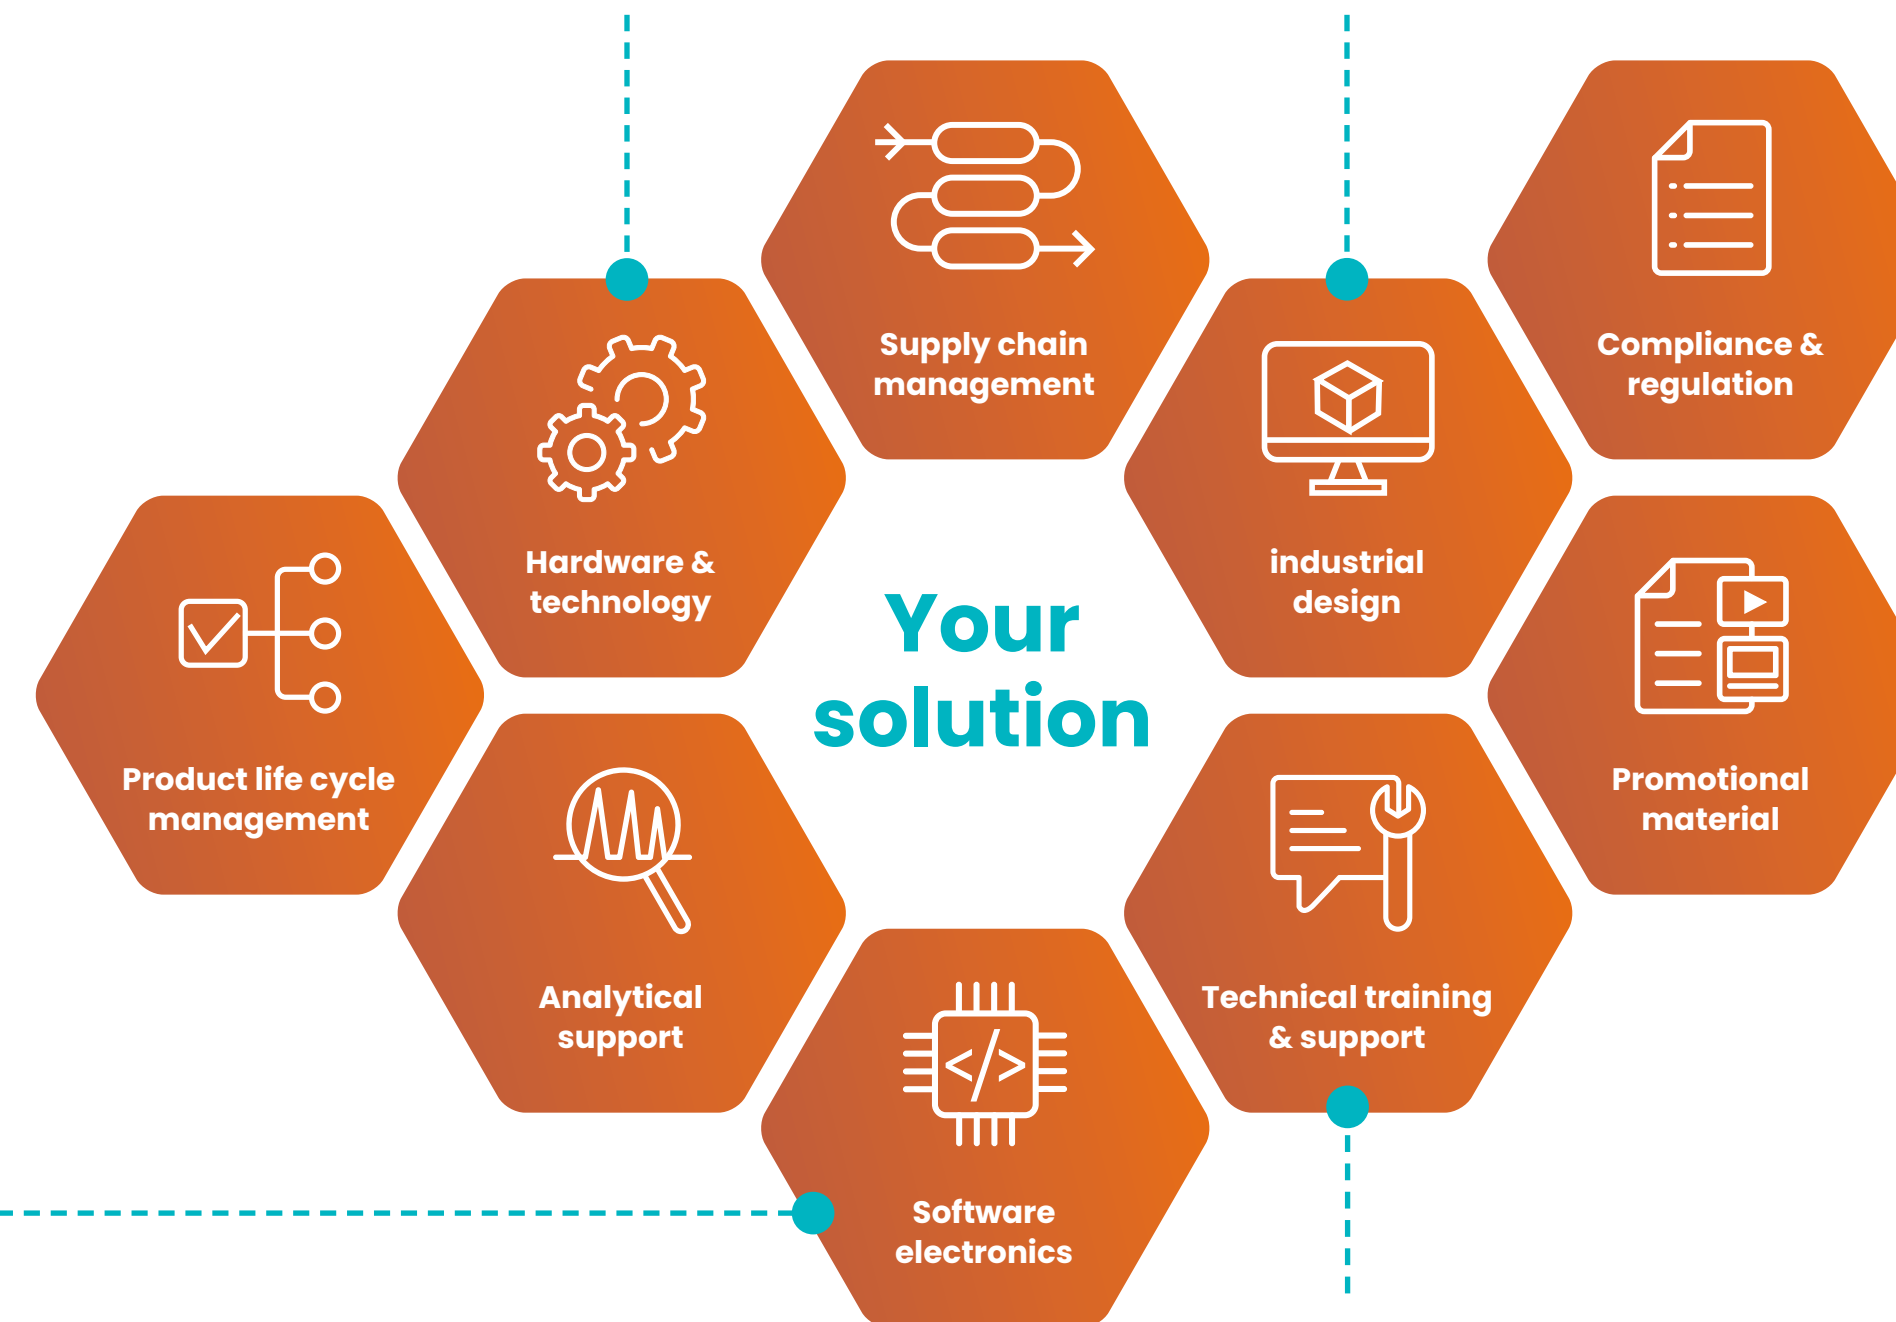 Supply chain
management
Compliance &
regulation
Hardware &
technology
industrial
design
Your
solution
Product life cycle
management
Promotional
material
Analytical
support
Technical training
& support
</>
Software
electronics